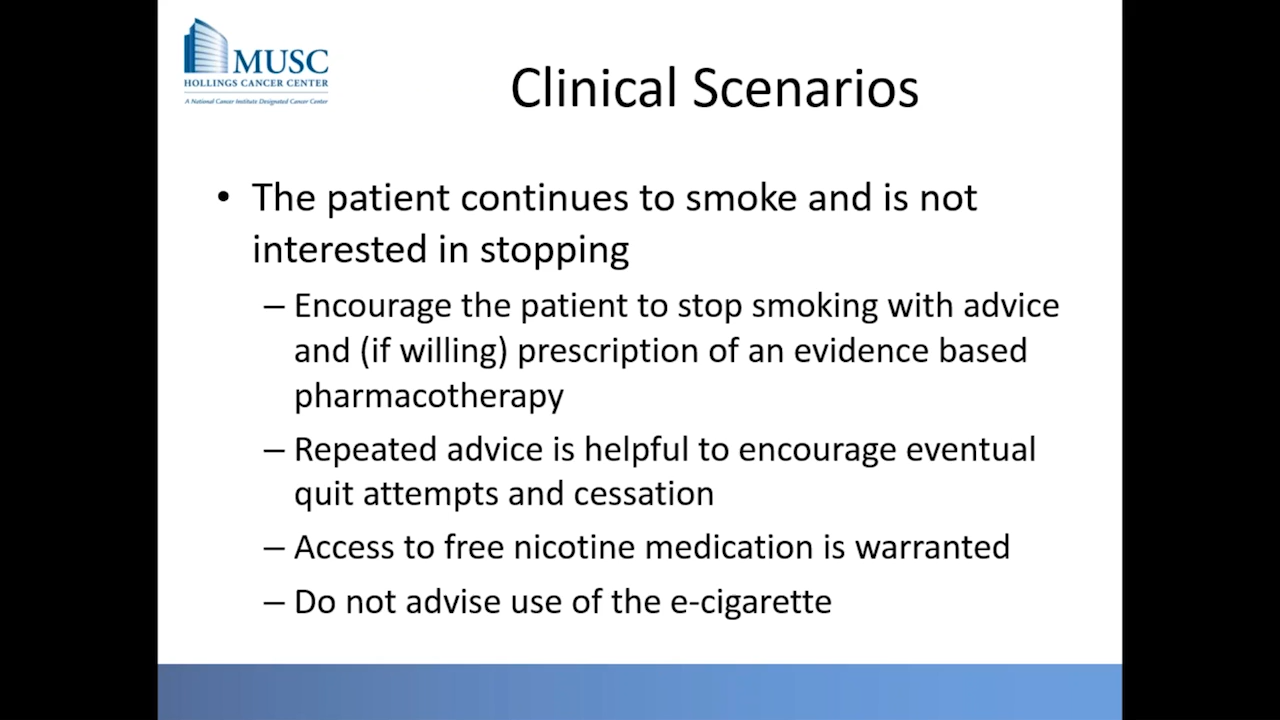 MUSC
HOLLINGS CANCER CENTER
A National Cancer Institute Designated Cancer Center
Clinical Scenarios
• The patient continues to smoke and is not
interested in stopping
– Encourage the patient to stop smoking with advice
and (if willing) prescription of an evidence based
pharmacotherapy
– Repeated advice is helpful to encourage eventual
quit attempts and cessation
– Access to free nicotine medication is warranted
– Do not advise use of the e-cigarette